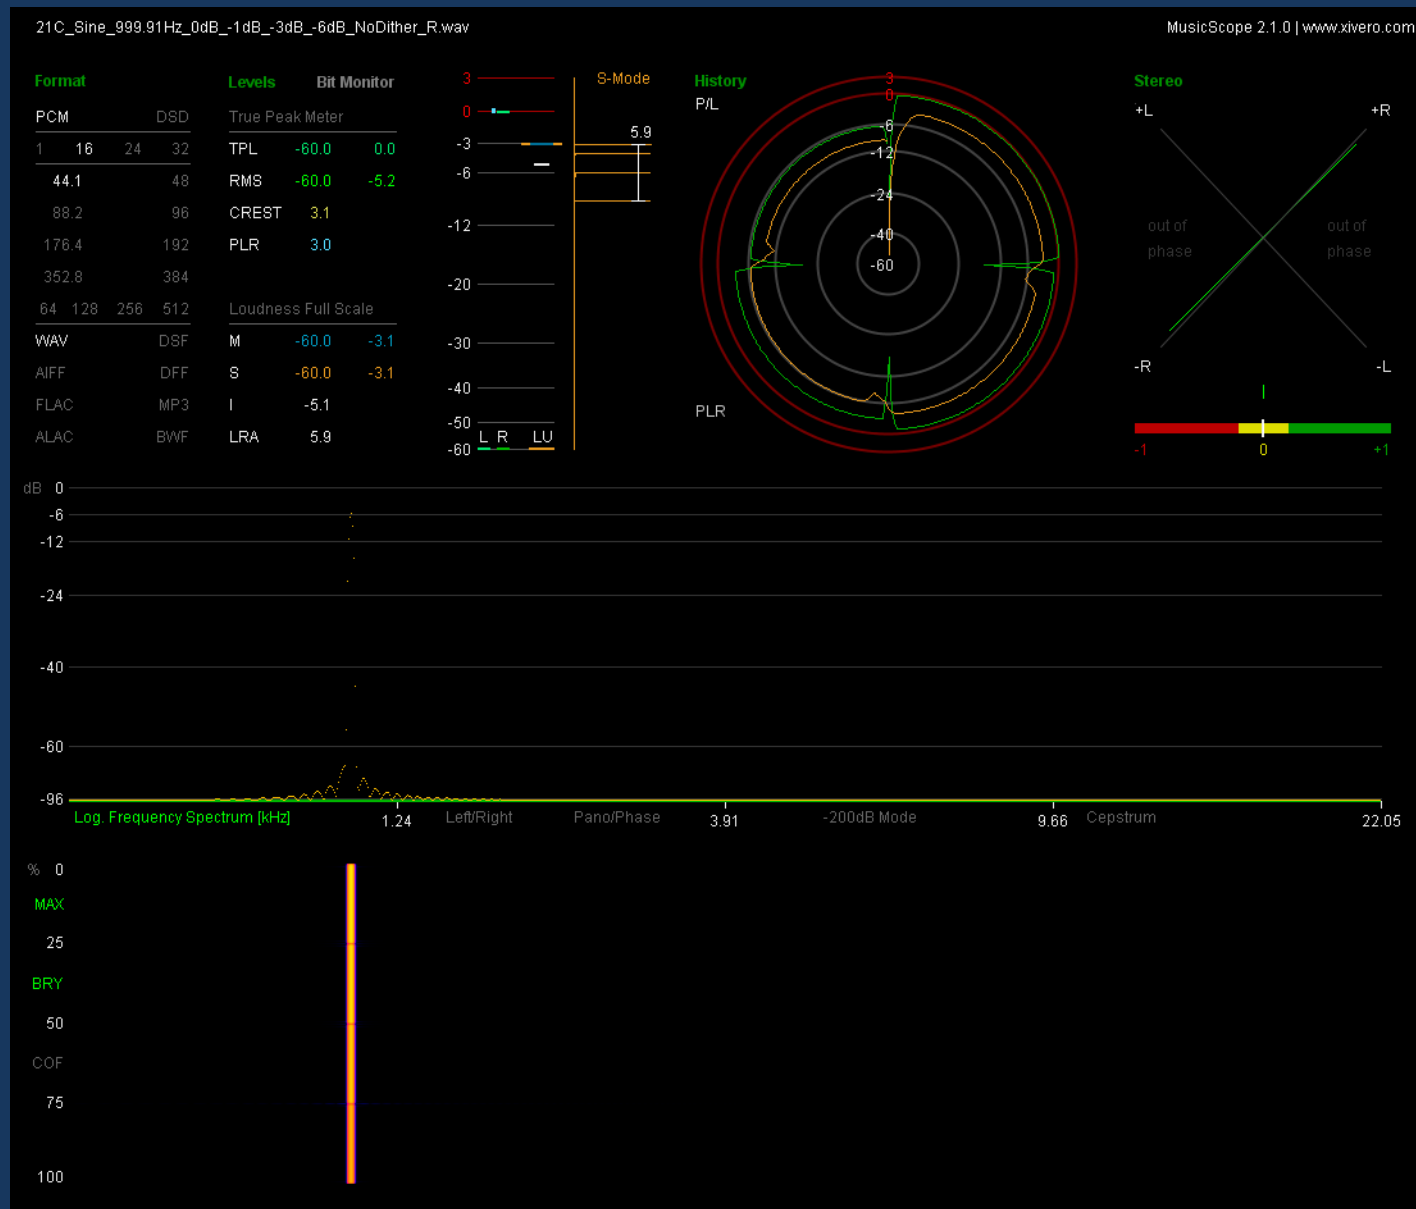 21C_Sine_999.91Hz_0dB_-1dB_-3dB_-6dB_NoDither_R.wav
MusicScope 2.1.0 | www.xivero.com
Format
PCM DSD
1 16 24 32
44.1 48
88.2 96
176.4 192
352.8 384
64 128 256 512
WAV DSF
AIFF DFF
FLAC MP3
ALAC BWF
Levels Bit Monitor
True Peak Meter
TPL -60.0 0.0
RMS -60.0 -5.2
CREST 3.1
PLR 3.0
Loudness Full Scale
M -60.0 -3.1
S -60.0 -3.1
I -5.1
LRA 5.9
3
0
-3
-6
-12
-20
-30
-40
-50
-60
L R LU
S-Mode
5.9
History
P/L
PLR
3
0
-6
-12
-24
-40
-60
Stereo
+L +R
out of phase
out of phase
-R -L
-1 0 +1
dB 0
-6
-12
-24
-40
-60
-96
Log. Frequency Spectrum [kHz] 1.24 Left/Right Pano/Phase 3.91 -200dB Mode 9.66 Cepstrum 22.05
% 0
MAX
25
BRY
50
COF
75
100